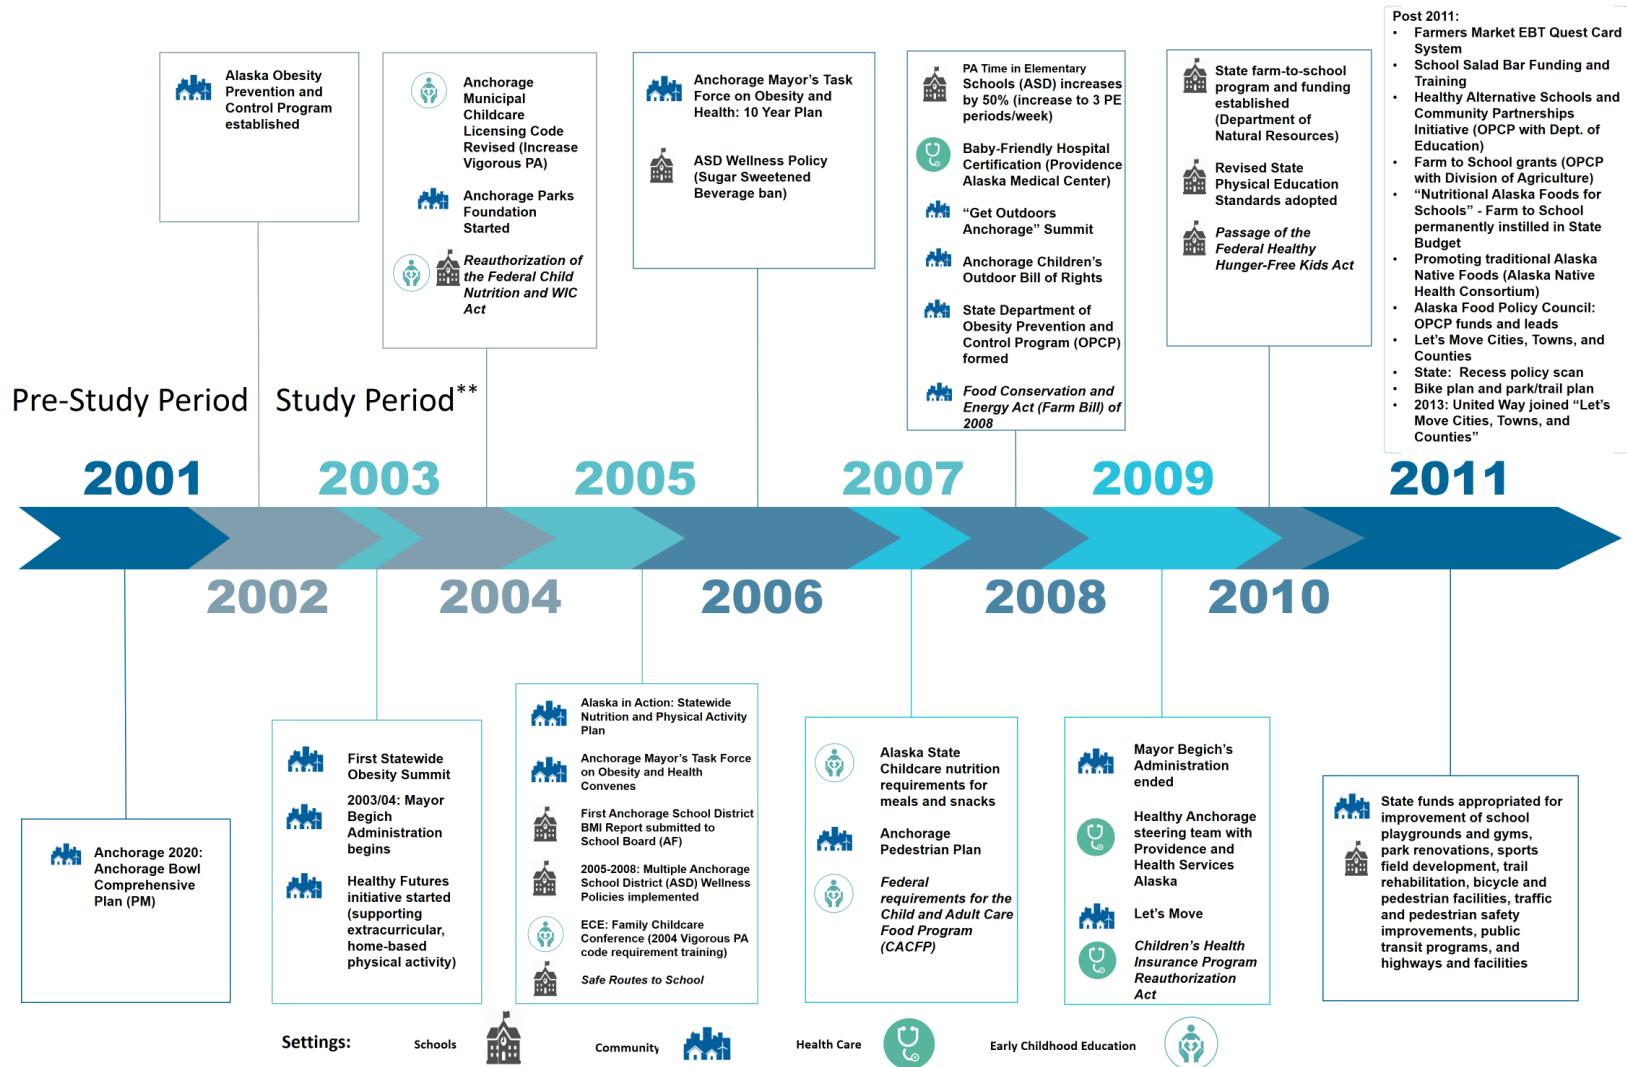 Alaska Obesity
Prevention and
Control Program
established
Anchorage
Municipal
Childcare
Licensing Code
Revised (Increase
Vigorous PA)
Anchorage Parks
Foundation
Started
Reauthorization of
the Federal Child
Nutrition and WIC
Act
Anchorage Mayor's Task
Force on Obesity and
Health: 10 Year Plan
ASD Wellness Policy
(Sugar Sweetened
Beverage ban)
PA Time in Elementary
Schools (ASD) increases
by 50% (increase to 3 PE
periods/week)
Baby-Friendly Hospital
Certification (Providence
Alaska Medical Center)
“Get Outdoors
Anchorage” Summit
Anchorage Children's
Outdoor Bill of Rights
State Department of
Obesity Prevention and
Control Program (OPCP)
formed
Food Conservation and
Energy Act (Farm Bill) of
2008
State farm-to-school
program and funding
established
(Department of
Natural Resources)
Revised State
Physical Education
Standards adopted
Passage of the
Federal Healthy
Hunger-Free Kids Act
Post 2011:
• Farmers Market EBT Quest Card
System
• School Salad Bar Funding and
Training
• Healthy Alternative Schools and
Community Partnerships
Initiative (OPCP with Dept. of
Education)
• Farm to School grants (OPCP
with Division of Agriculture)
• “Nutritional Alaska Foods for
Schools” - Farm to School
permanently instilled in State
Budget
• Promoting traditional Alaska
Native Foods (Alaska Native
Health Consortium)
• Alaska Food Policy Council:
OPCP funds and leads
• Let's Move Cities, Towns, and
Counties
• State: Recess policy scan
• Bike plan and park/trail plan
• 2013: United Way joined “Let's
Move Cities, Towns, and
Counties”
Pre-Study Period
Study Period**
2001
2003
2005
2007
2009
2011
2002
2004
2006
2008
2010
Anchorage 2020:
Anchorage Bowl
Comprehensive
Plan (PM)
First Statewide
Obesity Summit
2003/04: Mayor
Begich
Administration
begins
Healthy Futures
initiative started
(supporting
extracurricular,
home-based
physical activity)
Alaska in Action: Statewide
Nutrition and Physical Activity
Plan
Anchorage Mayor's Task Force
on Obesity and Health
Convenes
First Anchorage School District
BMI Report submitted to
School Board (AF)
2005-2008: Multiple Anchorage
School District (ASD) Wellness
Policies implemented
ECE: Family Childcare
Conference (2004 Vigorous PA
code requirement training)
Safe Routes to School
Alaska State
Childcare nutrition
requirements for
meals and snacks
Anchorage
Pedestrian Plan
Federal
requirements for the
Child and Adult Care
Food Program
(CACFP)
Mayor Begich's
Administration
ended
Healthy Anchorage
steering team with
Providence and
Health Services
Alaska
Let's Move
Children's Health
Insurance Program
Reauthorization
Act
State funds appropriated for
improvement of school
playgrounds and gyms,
park renovations, sports
field development, trail
rehabilitation, bicycle and
pedestrian facilities, traffic
and pedestrian safety
improvements, public
transit programs, and
highways and facilities
Settings:
Schools
Community
Health Care
Early Childhood Education